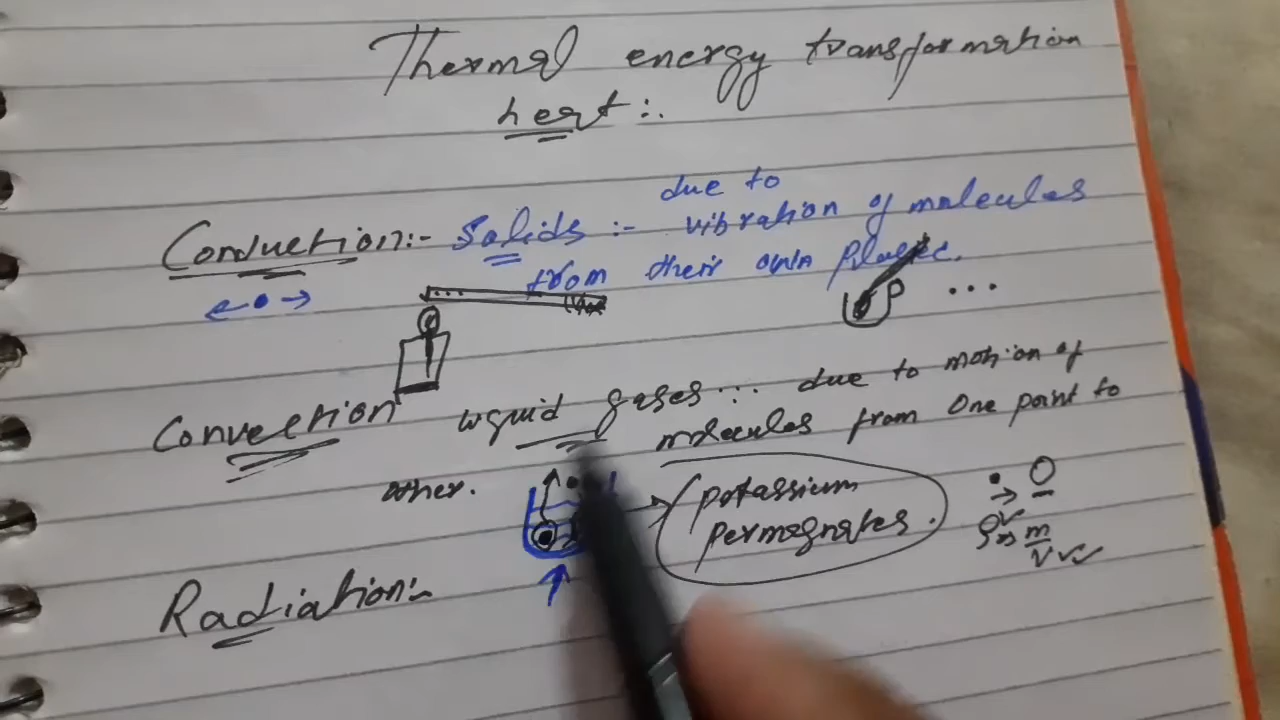 Thermal energy transformation
heat:.
Conduction:- Solids :- due to
vibration of molecules
from their own places.
P ...
Convection liquid gases... due to motion of
molecules from One point to
other.
potassium
permagnates.
ρ = m
V
Radiation:-